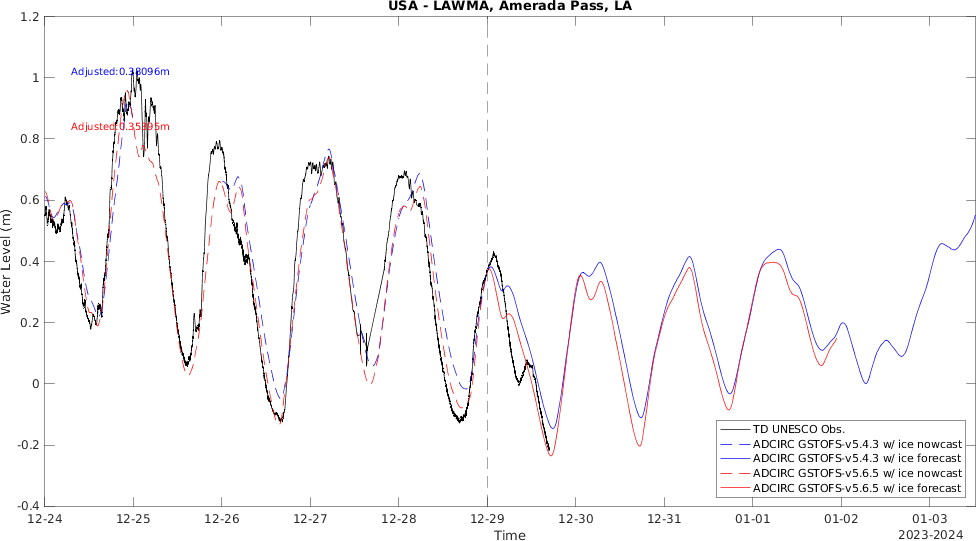 USA - LAWMA, Amerada Pass, LA
1.2
1
0.8
0.6
0.4
0.2
0
-0.2
-0.4
Water Level (m)
Adjusted:0.38096m
Adjusted:0.35395m
TD UNESCO Obs.
ADCIRC GSTOFS-v5.4.3 w/ ice nowcast
ADCIRC GSTOFS-v5.4.3 w/ ice forecast
ADCIRC GSTOFS-v5.6.5 w/ ice nowcast
ADCIRC GSTOFS-v5.6.5 w/ ice forecast
12-24 12-25 12-26 12-27 12-28 12-29 12-30 12-31 01-01 01-02 01-03
Time
2023-2024